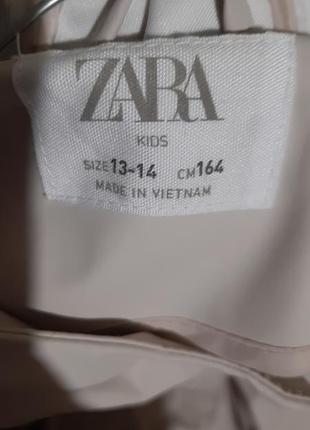 ZARA
KIDS
SIZE 13-14 CM 164
MADE IN VIETNAM